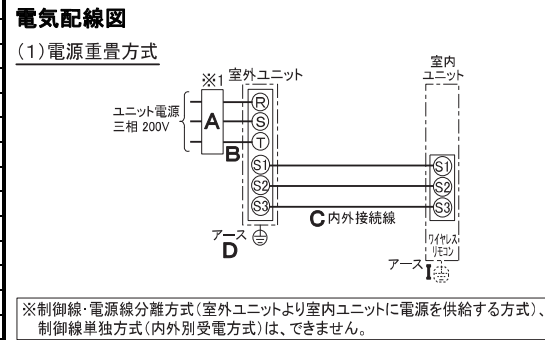 電気配線図
(1)電源重畳方式
※1
室外ユニット
室内
ユニット
ユニット電源
三相 200V
A
B
R
S
T
S1
S2
S3
S1
S2
S3
C 内外接続線
アース
D
ワイヤレス
リモコン
アース I
※制御線・電源線分離方式(室外ユニットより室内ユニットに電源を供給する方式)、
制御線単独方式(内外別受電方式)は、できません。